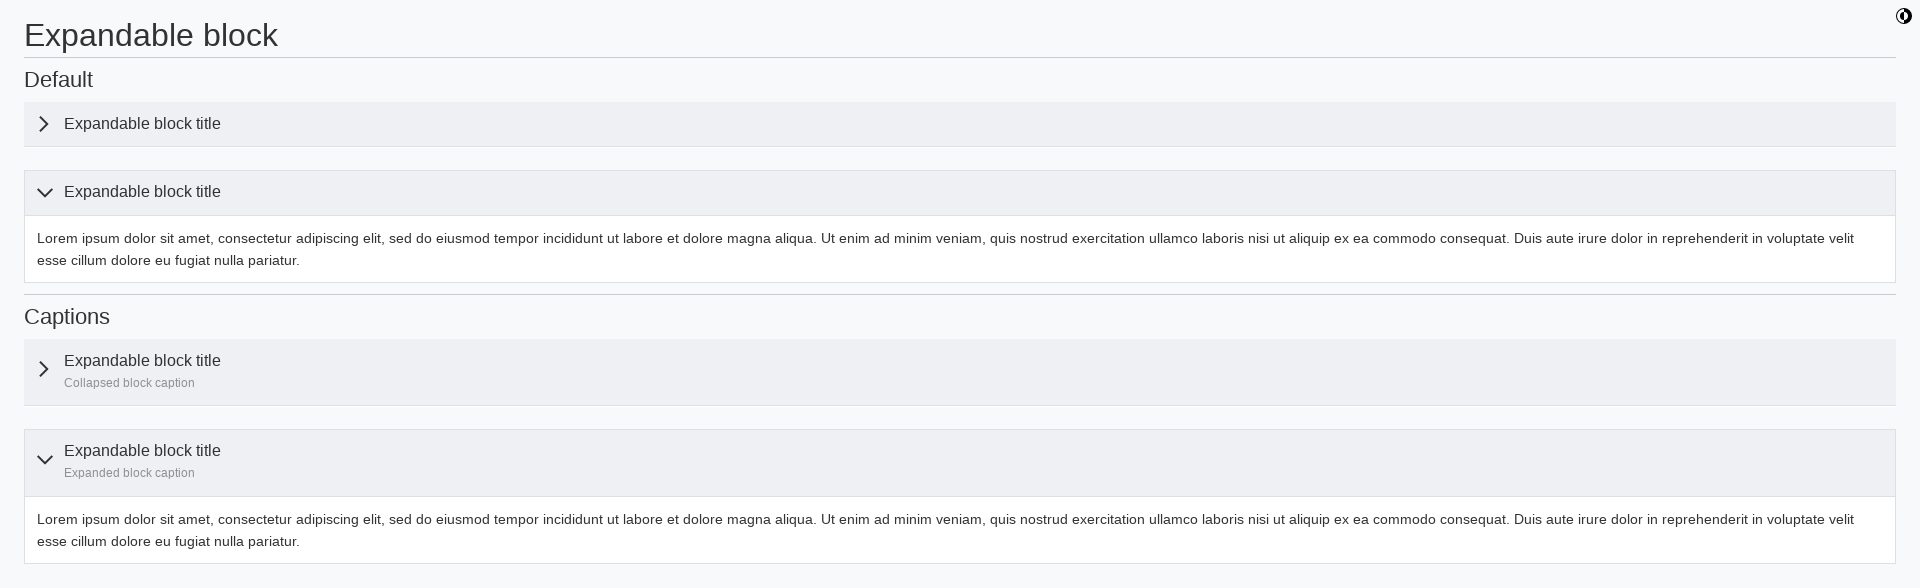 Expandable block
Default
Expandable block title
Expandable block title
Lorem ipsum dolor sit amet, consectetur adipiscing elit, sed do eiusmod tempor incididunt ut labore et dolore magna aliqua. Ut enim ad minim veniam, quis nostrud exercitation ullamco laboris nisi ut aliquip ex ea commodo consequat. Duis aute irure dolor in reprehenderit in voluptate velit
esse cillum dolore eu fugiat nulla pariatur.
Captions
Expandable block title
Collapsed block caption
Expandable block title
Expanded block caption
Lorem ipsum dolor sit amet, consectetur adipiscing elit, sed do eiusmod tempor incididunt ut labore et dolore magna aliqua. Ut enim ad minim veniam, quis nostrud exercitation ullamco laboris nisi ut aliquip ex ea commodo consequat. Duis aute irure dolor in reprehenderit in voluptate velit
esse cillum dolore eu fugiat nulla pariatur.